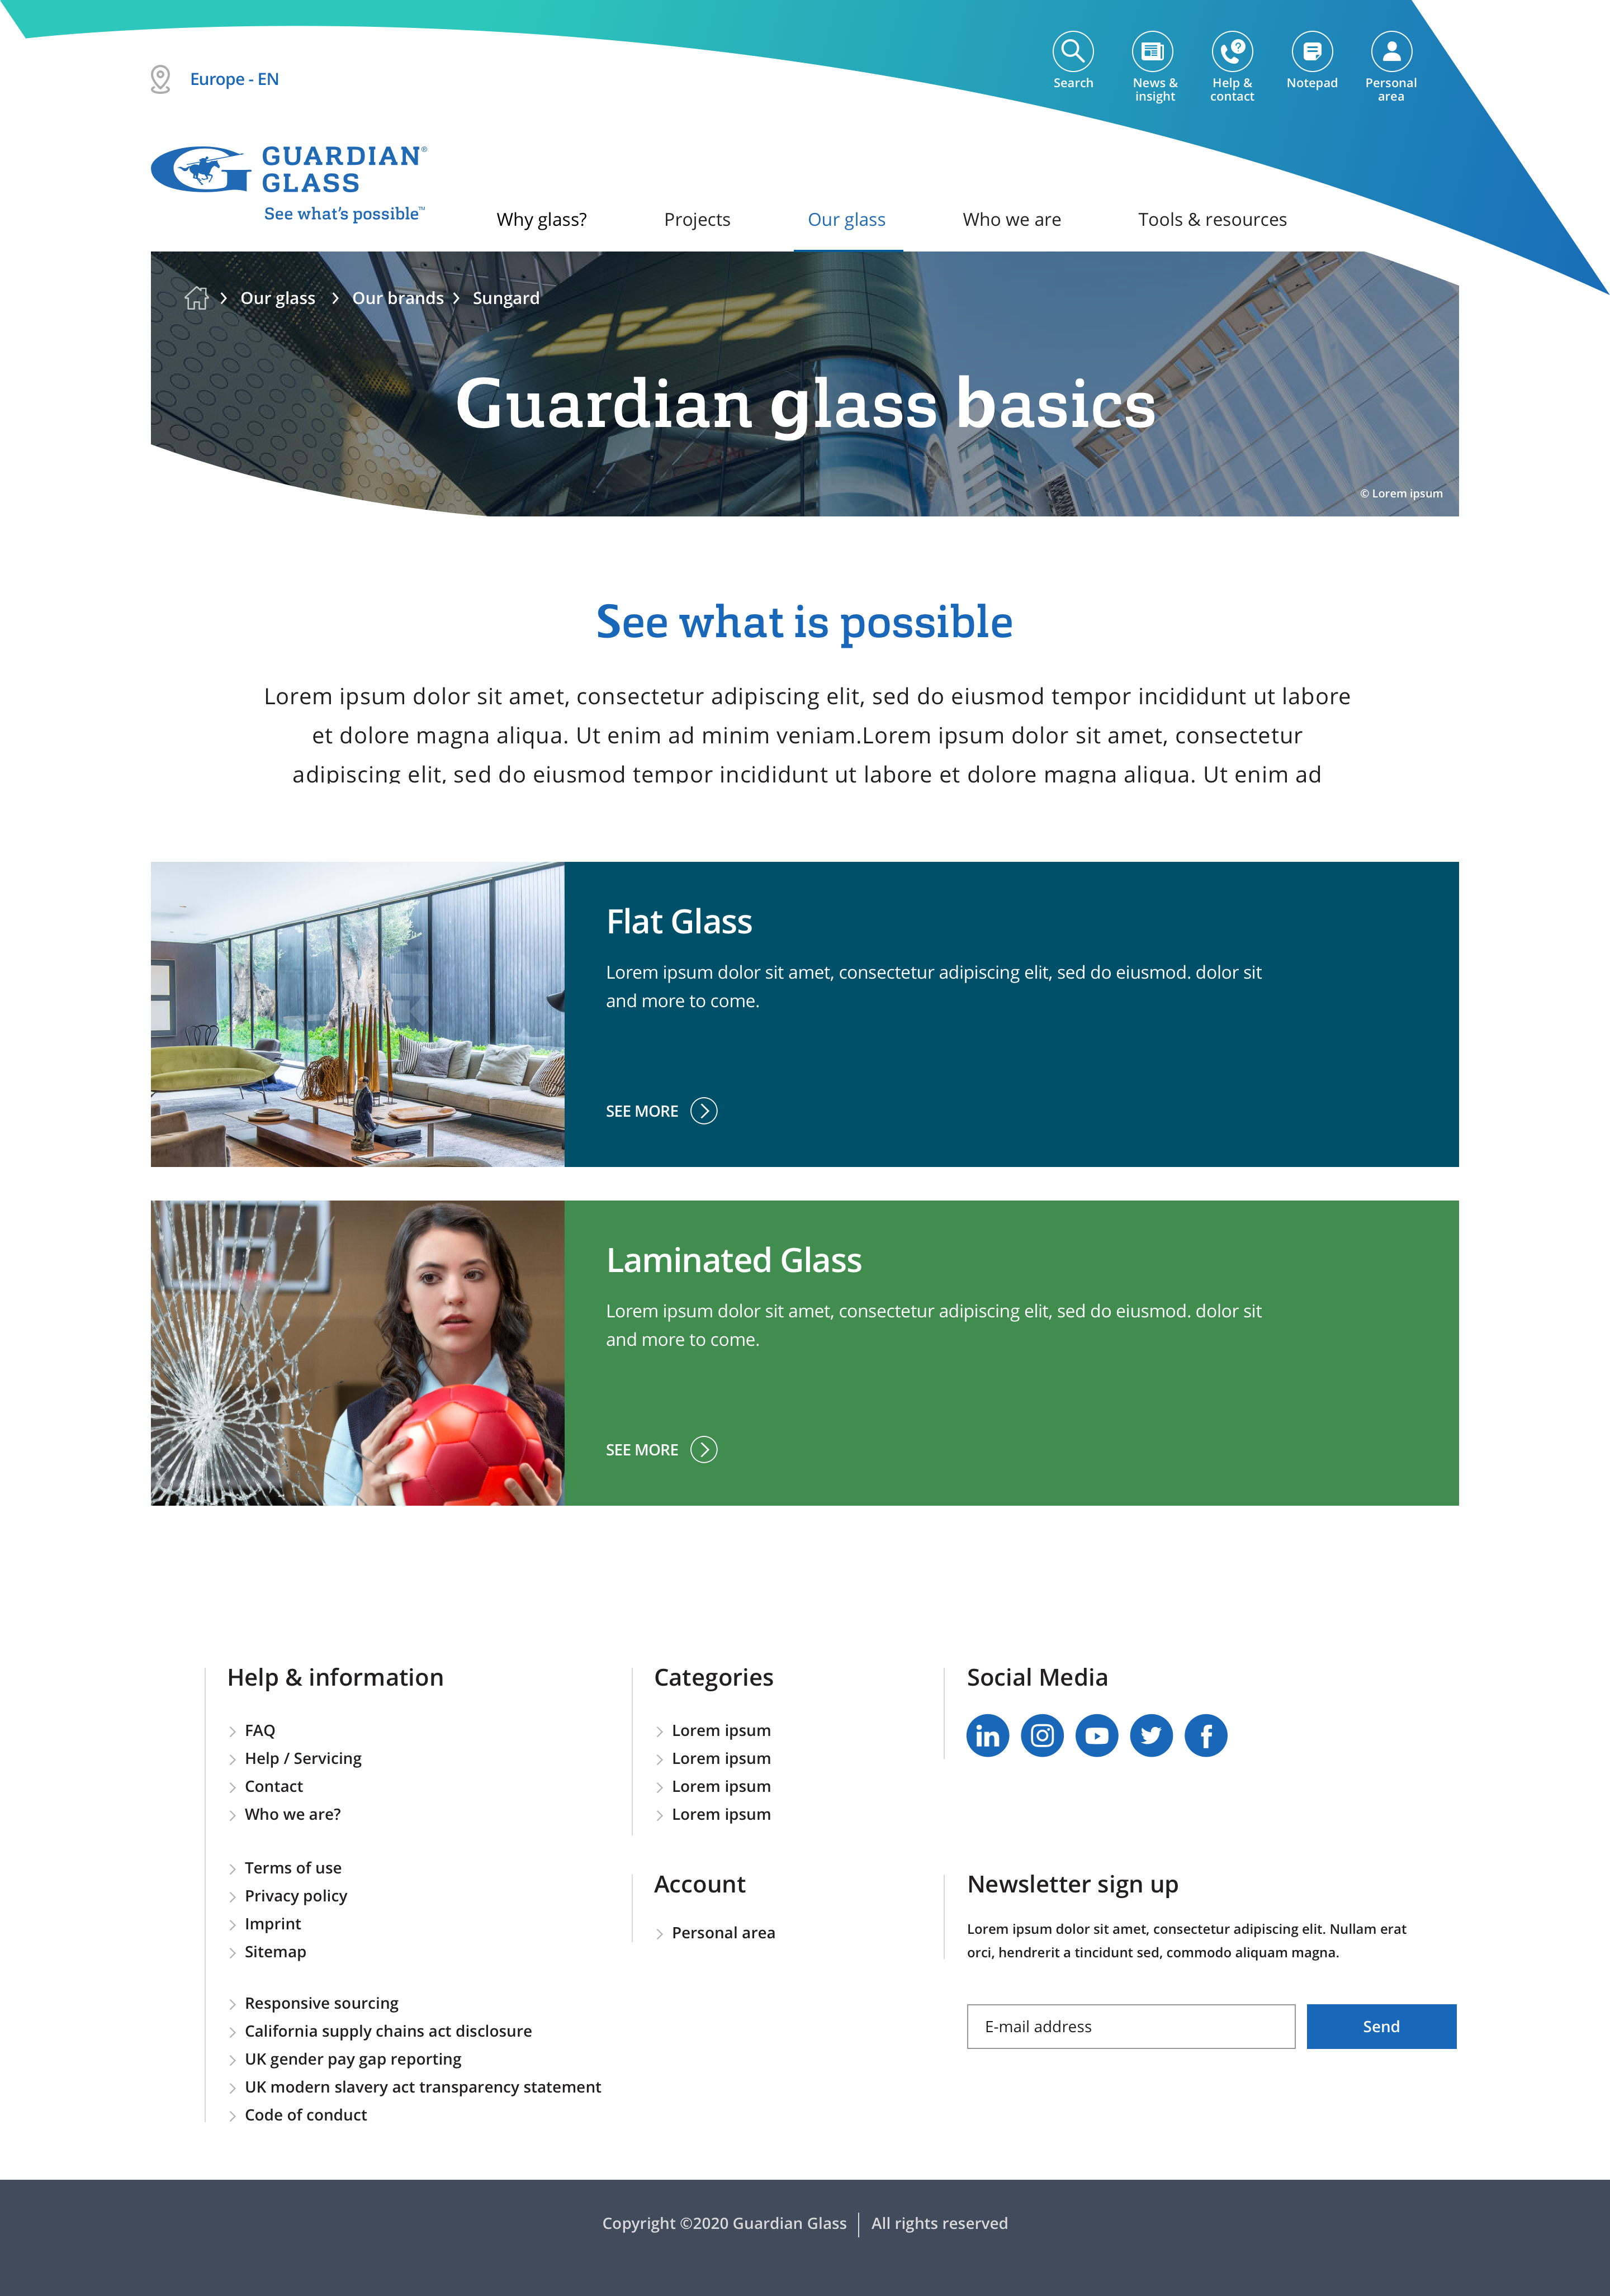 Europe - EN
Search
News & insight
Help & contact
Notepad
Personal area
GUARDIAN®
GLASS
See what's possible™
Why glass?
Projects
Our glass
Who we are
Tools & resources
Our glass
Our brands
Sungard
Guardian glass basics
© Lorem ipsum
See what is possible
Lorem ipsum dolor sit amet, consectetur adipiscing elit, sed do eiusmod tempor incididunt ut labore
et dolore magna aliqua. Ut enim ad minim veniam.Lorem ipsum dolor sit amet, consectetur
adipiscing elit, sed do eiusmod tempor incididunt ut labore et dolore magna aliqua. Ut enim ad
Flat Glass
Lorem ipsum dolor sit amet, consectetur adipiscing elit, sed do eiusmod. dolor sit
and more to come.
SEE MORE
Laminated Glass
Lorem ipsum dolor sit amet, consectetur adipiscing elit, sed do eiusmod. dolor sit
and more to come.
SEE MORE
Help & information
FAQ
Help / Servicing
Contact
Who we are?
Terms of use
Privacy policy
Imprint
Sitemap
Responsive sourcing
California supply chains act disclosure
UK gender pay gap reporting
UK modern slavery act transparency statement
Code of conduct
Categories
Lorem ipsum
Lorem ipsum
Lorem ipsum
Lorem ipsum
Account
Personal area
Social Media
Newsletter sign up
Lorem ipsum dolor sit amet, consectetur adipiscing elit. Nullam erat
orci, hendrerit a tincidunt sed, commodo aliquam magna.
E-mail address
Send
Copyright ©2020 Guardian Glass | All rights reserved